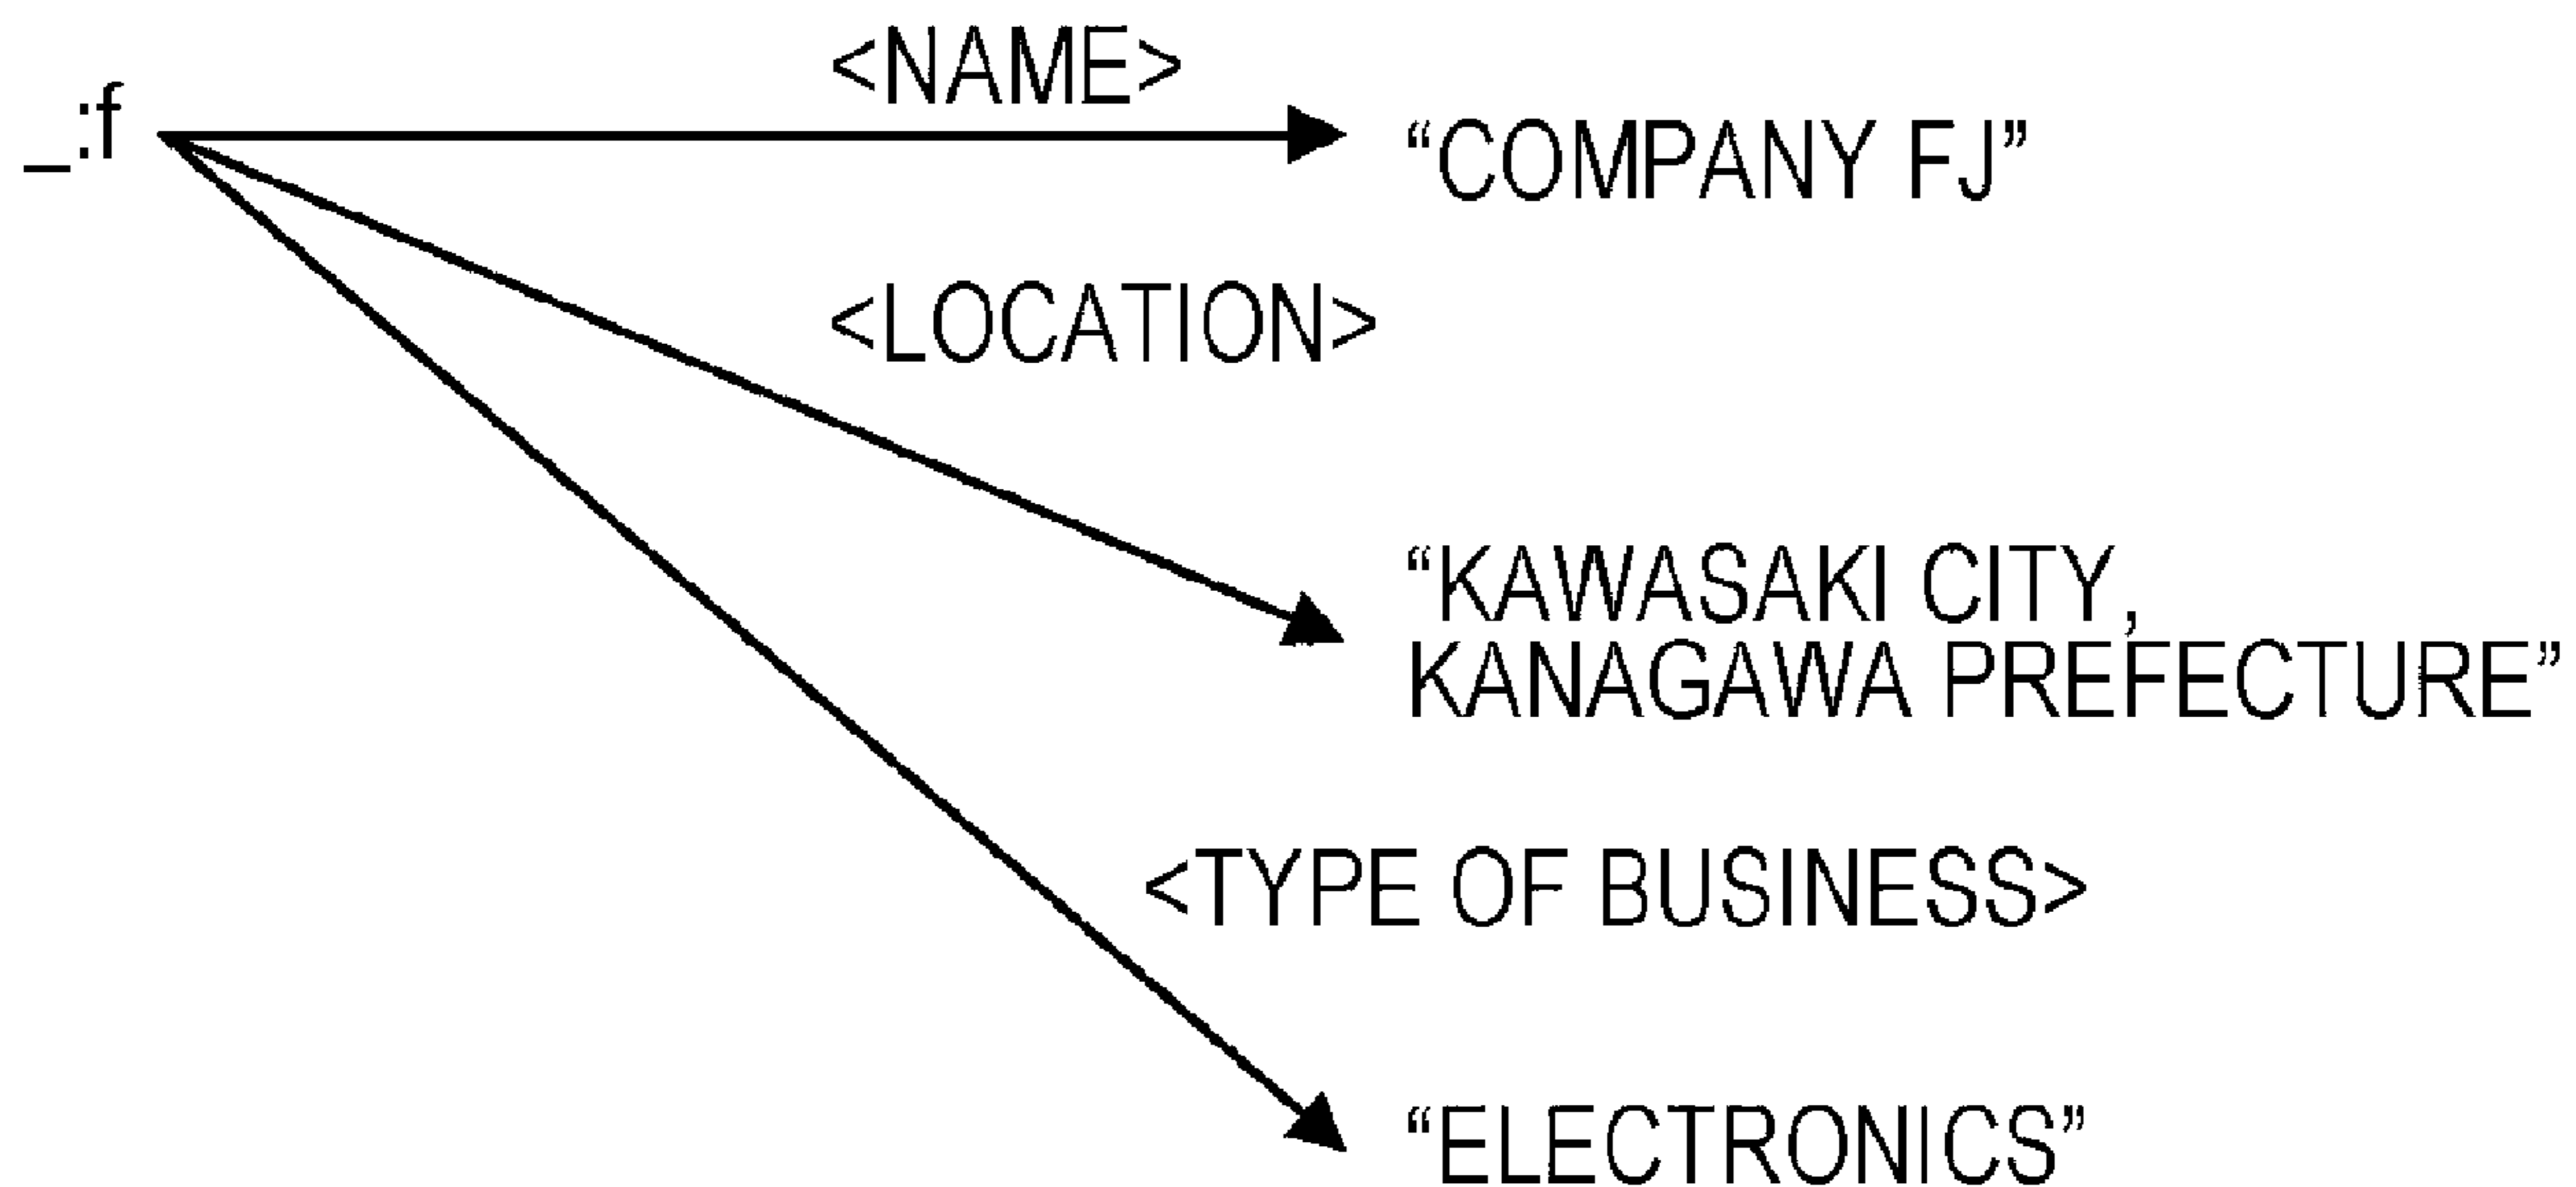 <NAME>
_:f
“COMPANY FJ”
<LOCATION>
“KAWASAKI CITY,
KANAGAWA PREFECTURE”
<TYPE OF BUSINESS>
“ELECTRONICS”